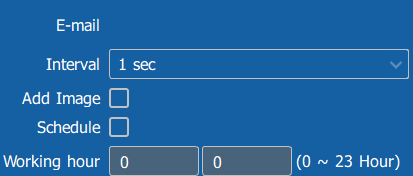 E-mail
Interval 1 sec
Add Image
Schedule
Working hour 0 0 (0 ~ 23 Hour)